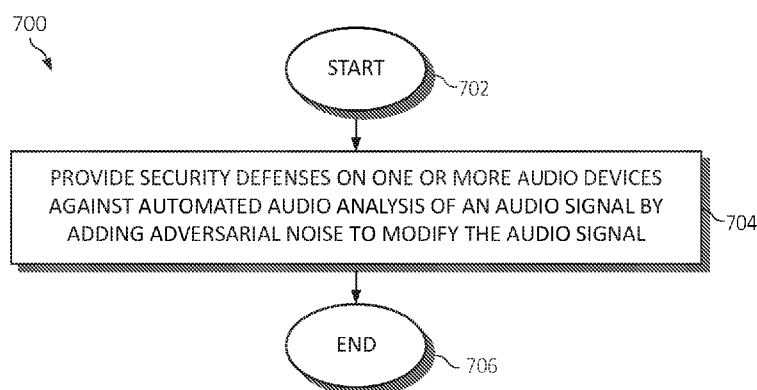 700
START
702
PROVIDE SECURITY DEFENSES ON ONE OR MORE AUDIO DEVICES
AGAINST AUTOMATED AUDIO ANALYSIS OF AN AUDIO SIGNAL BY
ADDING ADVERSARIAL NOISE TO MODIFY THE AUDIO SIGNAL
704
END
706